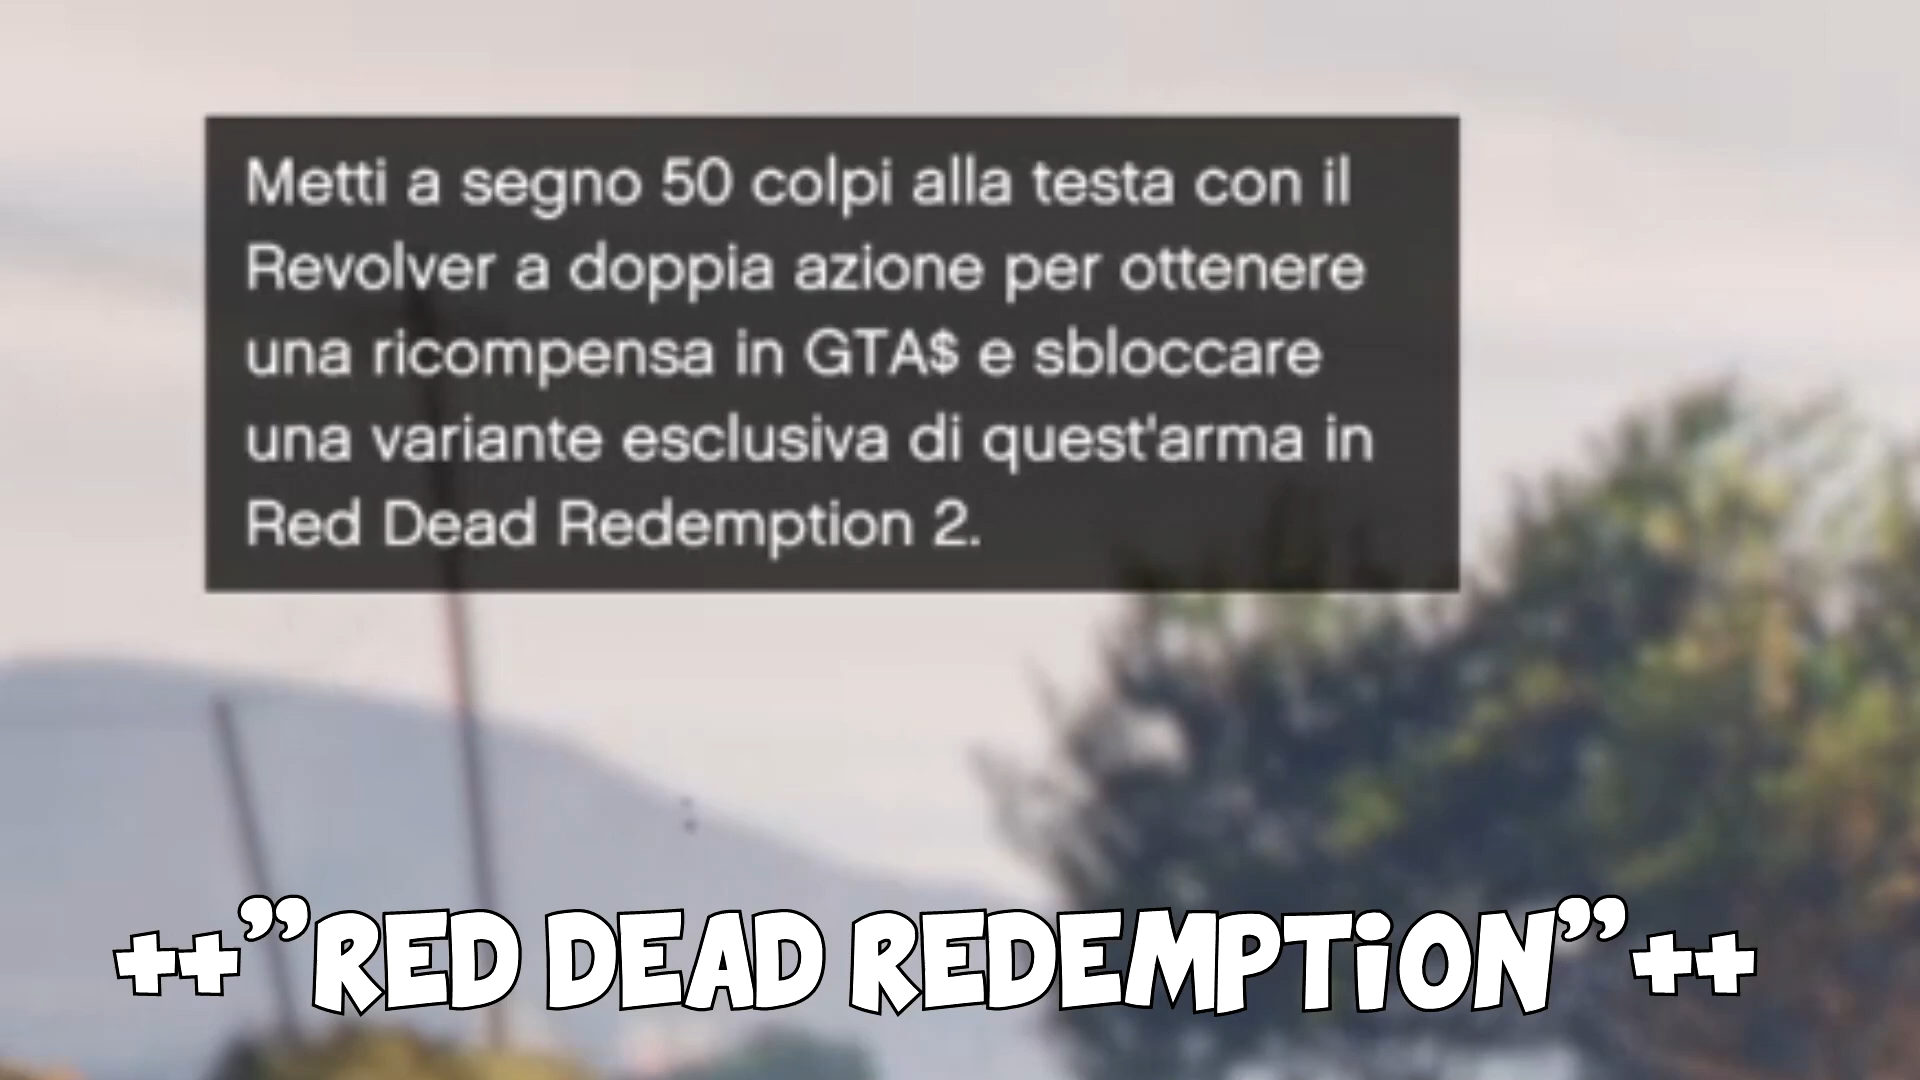 Metti a segno 50 colpi alla testa con il
Revolver a doppia azione per ottenere
una ricompensa in GTA$ e sbloccare
una variante esclusiva di quest'arma in
Red Dead Redemption 2.
++”RED DEAD REDEMPTiON”++